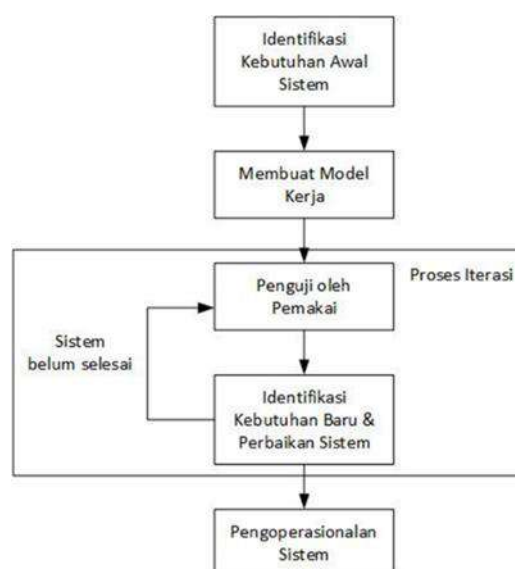 Identifikasi
Kebutuhan Awal
Sistem
Membuat Model
Kerja
Proses Iterasi
Penguji oleh
Pemakai
Sistem
belum selesai
Identifikasi
Kebutuhan Baru &
Perbaikan Sistem
Pengoperasionalan
Sistem